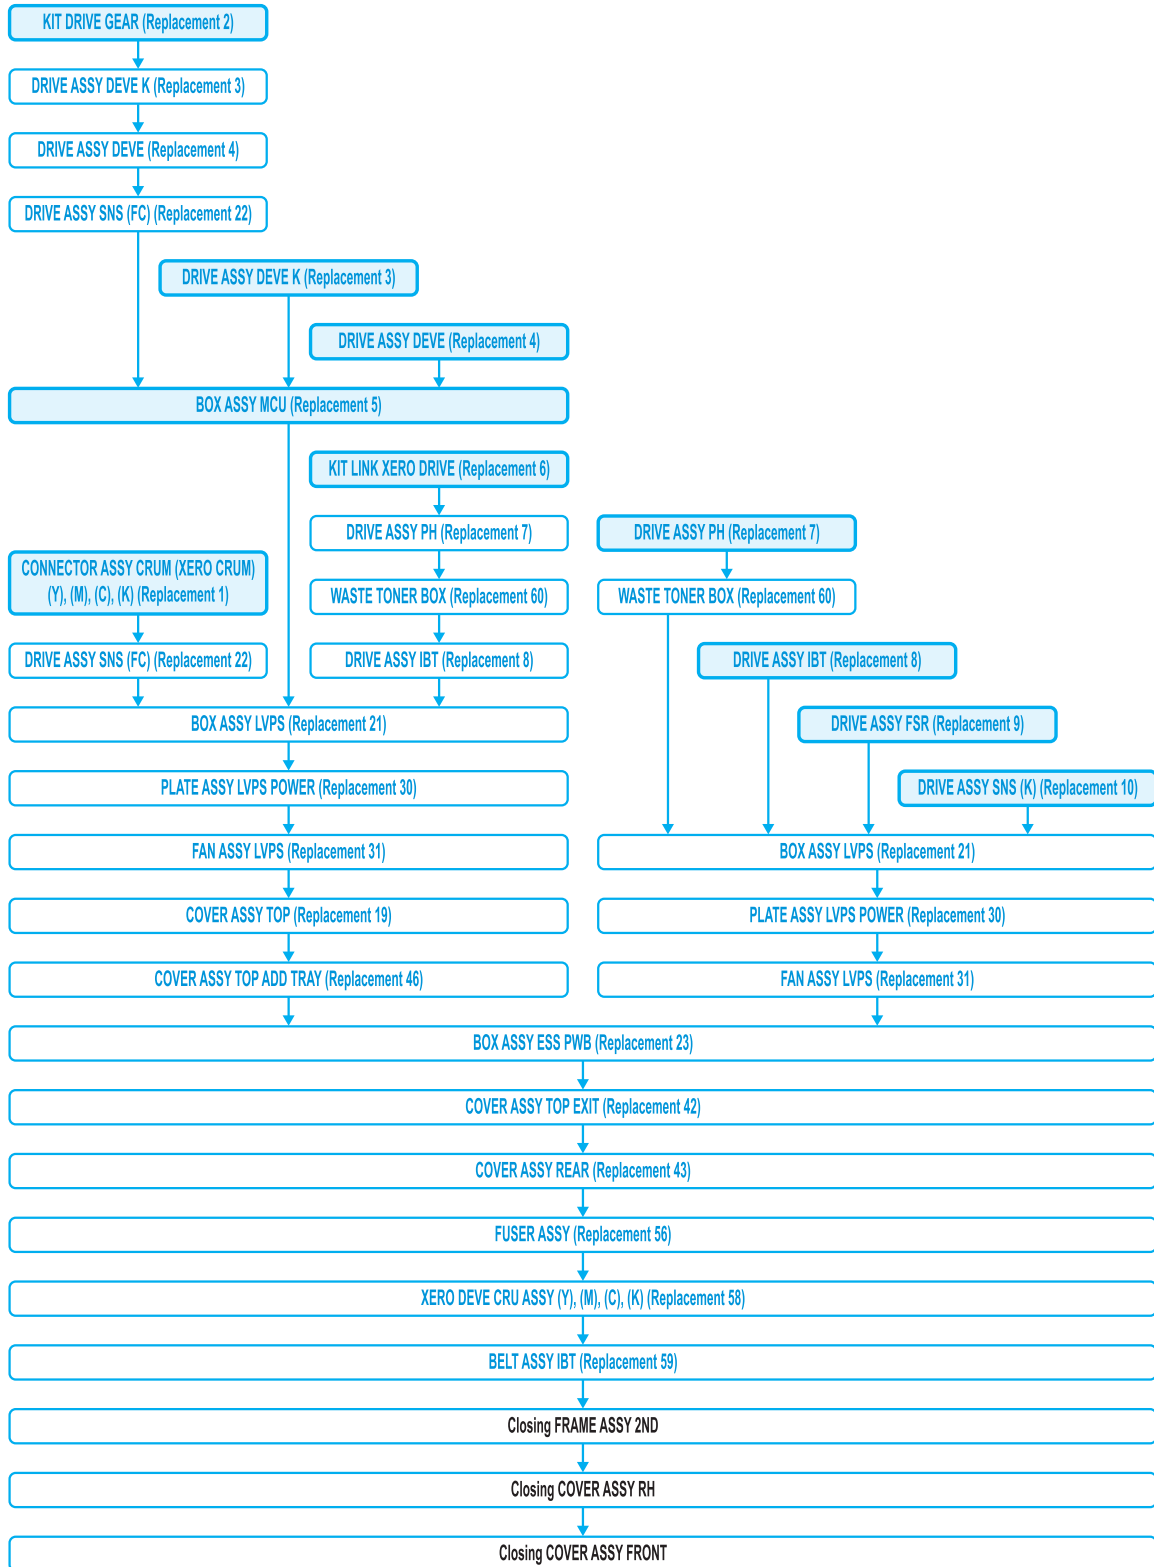 KIT DRIVE GEAR (Replacement 2)
DRIVE ASSY DEVE K (Replacement 3)
DRIVE ASSY DEVE (Replacement 4)
DRIVE ASSY SNS (FC) (Replacement 22)
DRIVE ASSY DEVE K (Replacement 3)
DRIVE ASSY DEVE (Replacement 4)
BOX ASSY MCU (Replacement 5)
KIT LINK XERO DRIVE (Replacement 6)
DRIVE ASSY PH (Replacement 7)
WASTE TONER BOX (Replacement 60)
DRIVE ASSY IBT (Replacement 8)
CONNECTOR ASSY CRUM (XERO CRUM)
(Y), (M), (C), (K) (Replacement 1)
DRIVE ASSY SNS (FC) (Replacement 22)
BOX ASSY LVPS (Replacement 21)
PLATE ASSY LVPS POWER (Replacement 30)
FAN ASSY LVPS (Replacement 31)
COVER ASSY TOP (Replacement 19)
COVER ASSY TOP ADD TRAY (Replacement 46)
DRIVE ASSY PH (Replacement 7)
WASTE TONER BOX (Replacement 60)
DRIVE ASSY IBT (Replacement 8)
DRIVE ASSY FSR (Replacement 9)
DRIVE ASSY SNS (K) (Replacement 10)
BOX ASSY LVPS (Replacement 21)
PLATE ASSY LVPS POWER (Replacement 30)
FAN ASSY LVPS (Replacement 31)
BOX ASSY ESS PWB (Replacement 23)
COVER ASSY TOP EXIT (Replacement 42)
COVER ASSY REAR (Replacement 43)
FUSER ASSY (Replacement 56)
XERO DEVE CRU ASSY (Y), (M), (C), (K) (Replacement 58)
BELT ASSY IBT (Replacement 59)
Closing FRAME ASSY 2ND
Closing COVER ASSY RH
Closing COVER ASSY FRONT